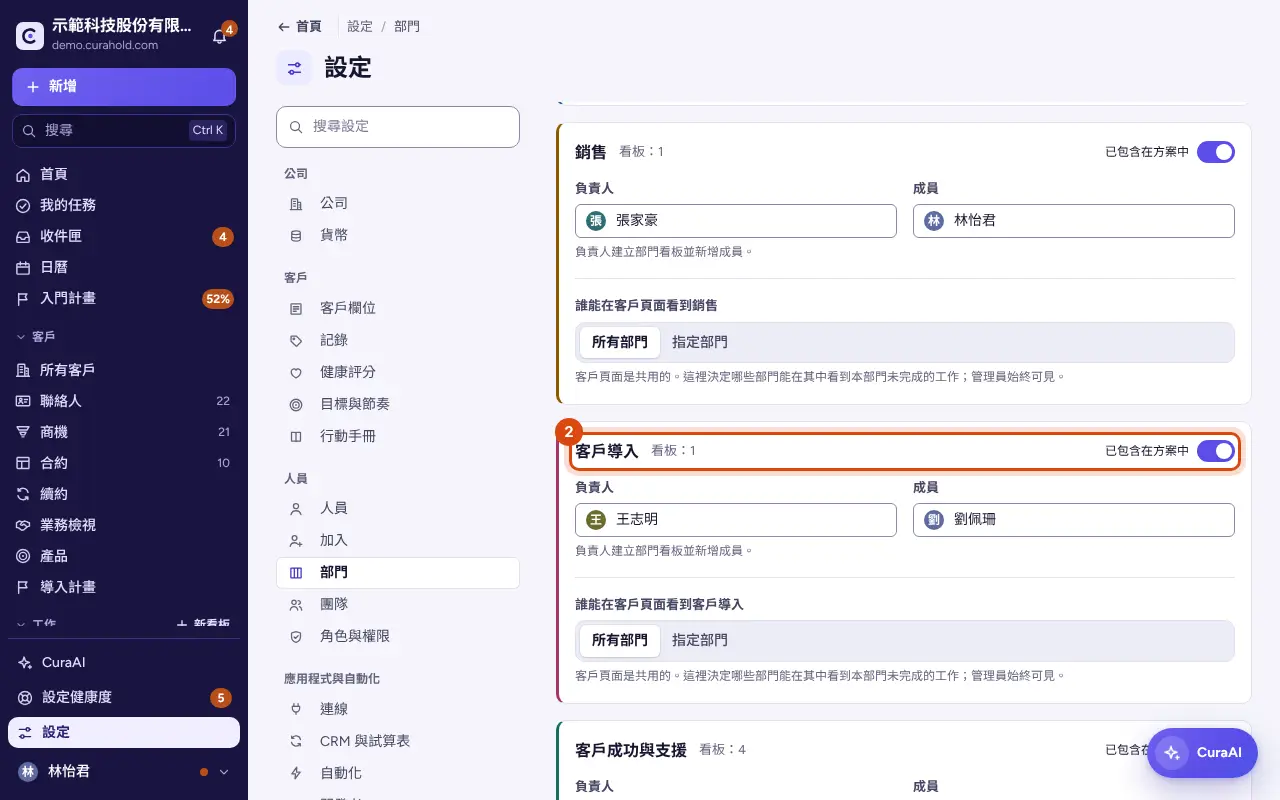 示範科技股份有限...
demo.curahold.com
4
新增
搜尋
Ctrl K
首頁
我的任務
收件匣
4
日曆
入門計畫
52%
客戶
所有客戶
聯絡人
22
商機
21
合約
10
續約
業務檢視
產品
導入計畫
工作
新看板
CuraAI
設定健康度
5
設定
林 林怡君
首頁
設定 / 部門
設定
搜尋設定
公司
公司
貨幣
客戶
客戶欄位
記錄
健康評分
目標與節奏
行動手冊
人員
人員
加入
部門
團隊
角色與權限
應用程式與自動化
連線
CRM 與試算表
自動化
銷售 看板：1
已包含在方案中
負責人
成員
張 張家豪
林 林怡君
負責人建立部門看板並新增成員。
誰能在客戶頁面看到銷售
所有部門 指定部門
客戶頁面是共用的。這裡決定哪些部門能在其中看到本部門未完成的工作；管理員始終可見。
2
客戶導入 看板：1
已包含在方案中
負責人
成員
王 王志明
劉 劉佩珊
負責人建立部門看板並新增成員。
誰能在客戶頁面看到客戶導入
所有部門 指定部門
客戶頁面是共用的。這裡決定哪些部門能在其中看到本部門未完成的工作；管理員始終可見。
客戶成功與支援 看板：4
已包含在
CuraAI
負責人
成員